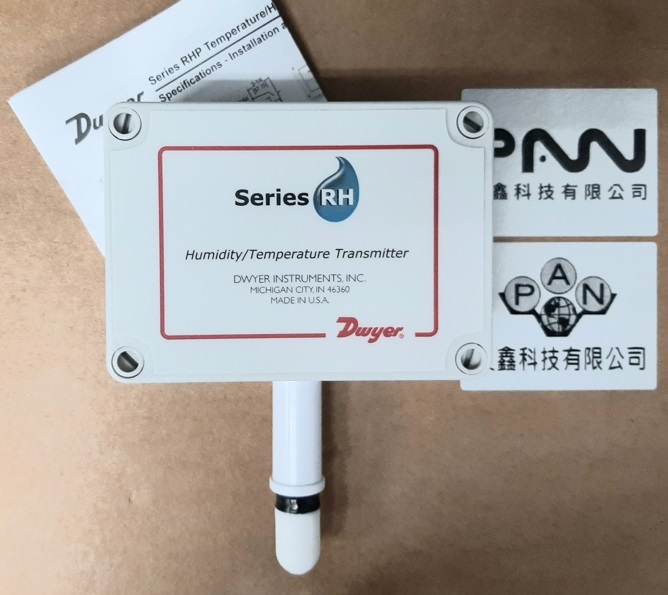 Series RHP Temperature/H
Specifications - Installation a
Dwyer
Series RH
Humidity/Temperature Transmitter
DWYER INSTRUMENTS, INC.
MICHIGAN CITY, IN 46360
MADE IN U.S.A.
Dwyer®
PAN
鑫科技有限公司
PAN
鑫科技有限公司